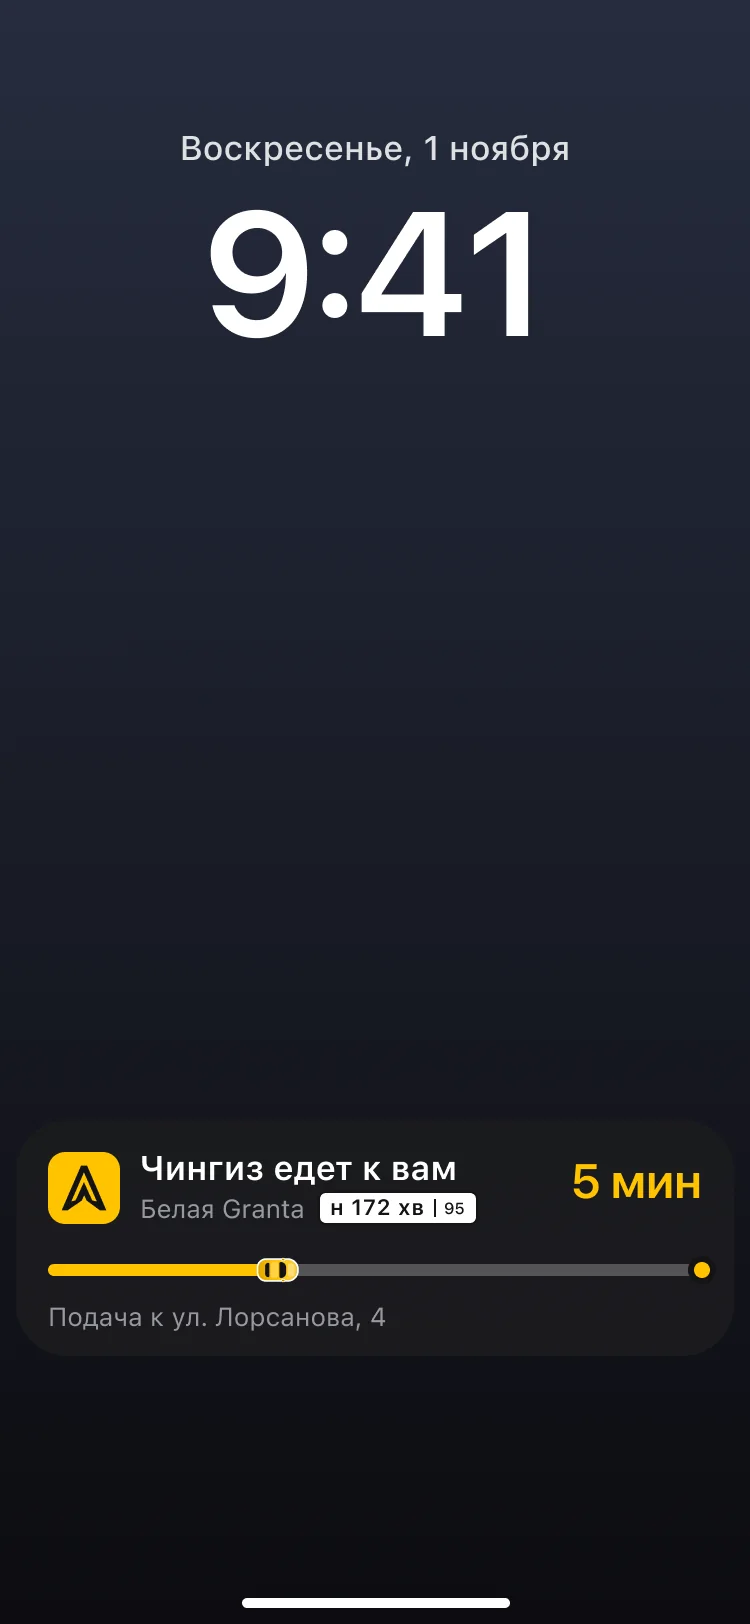 Воскресенье, 1 ноября
9:41
Чингиз едет к вам
5 мин
Белая Granta н 172 хв | 95
Подача к ул. Лорсанова, 4